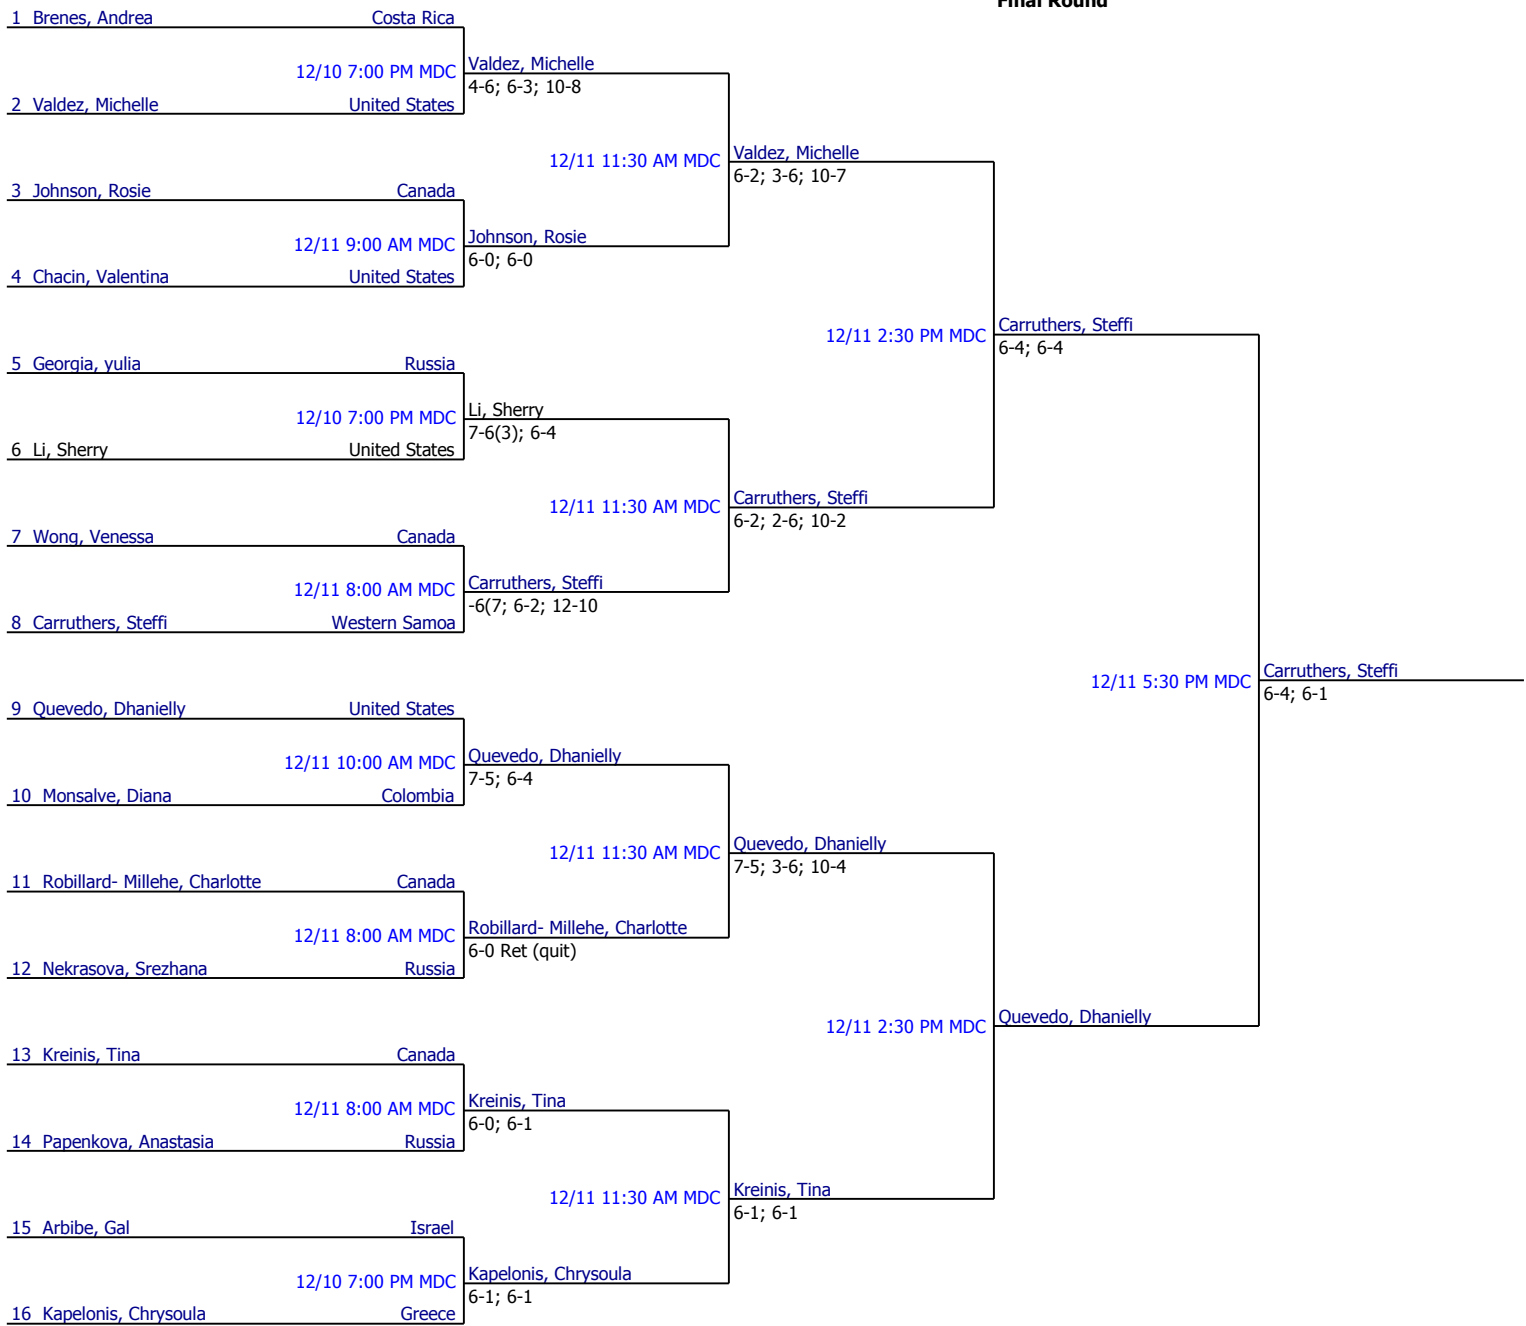 Final Round
1 Brenes, Andrea Costa Rica
12/10 7:00 PM MDC
2 Valdez, Michelle United States
Valdez, Michelle
4-6; 6-3; 10-8
3 Johnson, Rosie Canada
12/11 9:00 AM MDC
4 Chacin, Valentina United States
Johnson, Rosie
6-0; 6-0
12/11 11:30 AM MDC
Valdez, Michelle
6-2; 3-6; 10-7
5 Georgia, yulia Russia
12/10 7:00 PM MDC
6 Li, Sherry United States
Li, Sherry
7-6(3); 6-4
7 Wong, Venessa Canada
12/11 8:00 AM MDC
8 Carruthers, Steffi Western Samoa
Carruthers, Steffi
-6(7; 6-2; 12-10
12/11 11:30 AM MDC
Carruthers, Steffi
6-2; 2-6; 10-2
12/11 2:30 PM MDC
Carruthers, Steffi
6-4; 6-4
9 Quevedo, Dhanielly United States
12/11 10:00 AM MDC
10 Monsalve, Diana Colombia
Quevedo, Dhanielly
7-5; 6-4
11 Robillard- Millehe, Charlotte Canada
12/11 8:00 AM MDC
12 Nekrasova, Srezhana Russia
Robillard- Millehe, Charlotte
6-0 Ret (quit)
12/11 11:30 AM MDC
Quevedo, Dhanielly
7-5; 3-6; 10-4
13 Kreinis, Tina Canada
12/11 8:00 AM MDC
14 Papenkova, Anastasia Russia
Kreinis, Tina
6-0; 6-1
15 Arbibe, Gal Israel
12/10 7:00 PM MDC
16 Kapelonis, Chrysoula Greece
Kapelonis, Chrysoula
6-1; 6-1
12/11 11:30 AM MDC
Kreinis, Tina
6-1; 6-1
12/11 2:30 PM MDC
Quevedo, Dhanielly
12/11 5:30 PM MDC
Carruthers, Steffi
6-4; 6-1